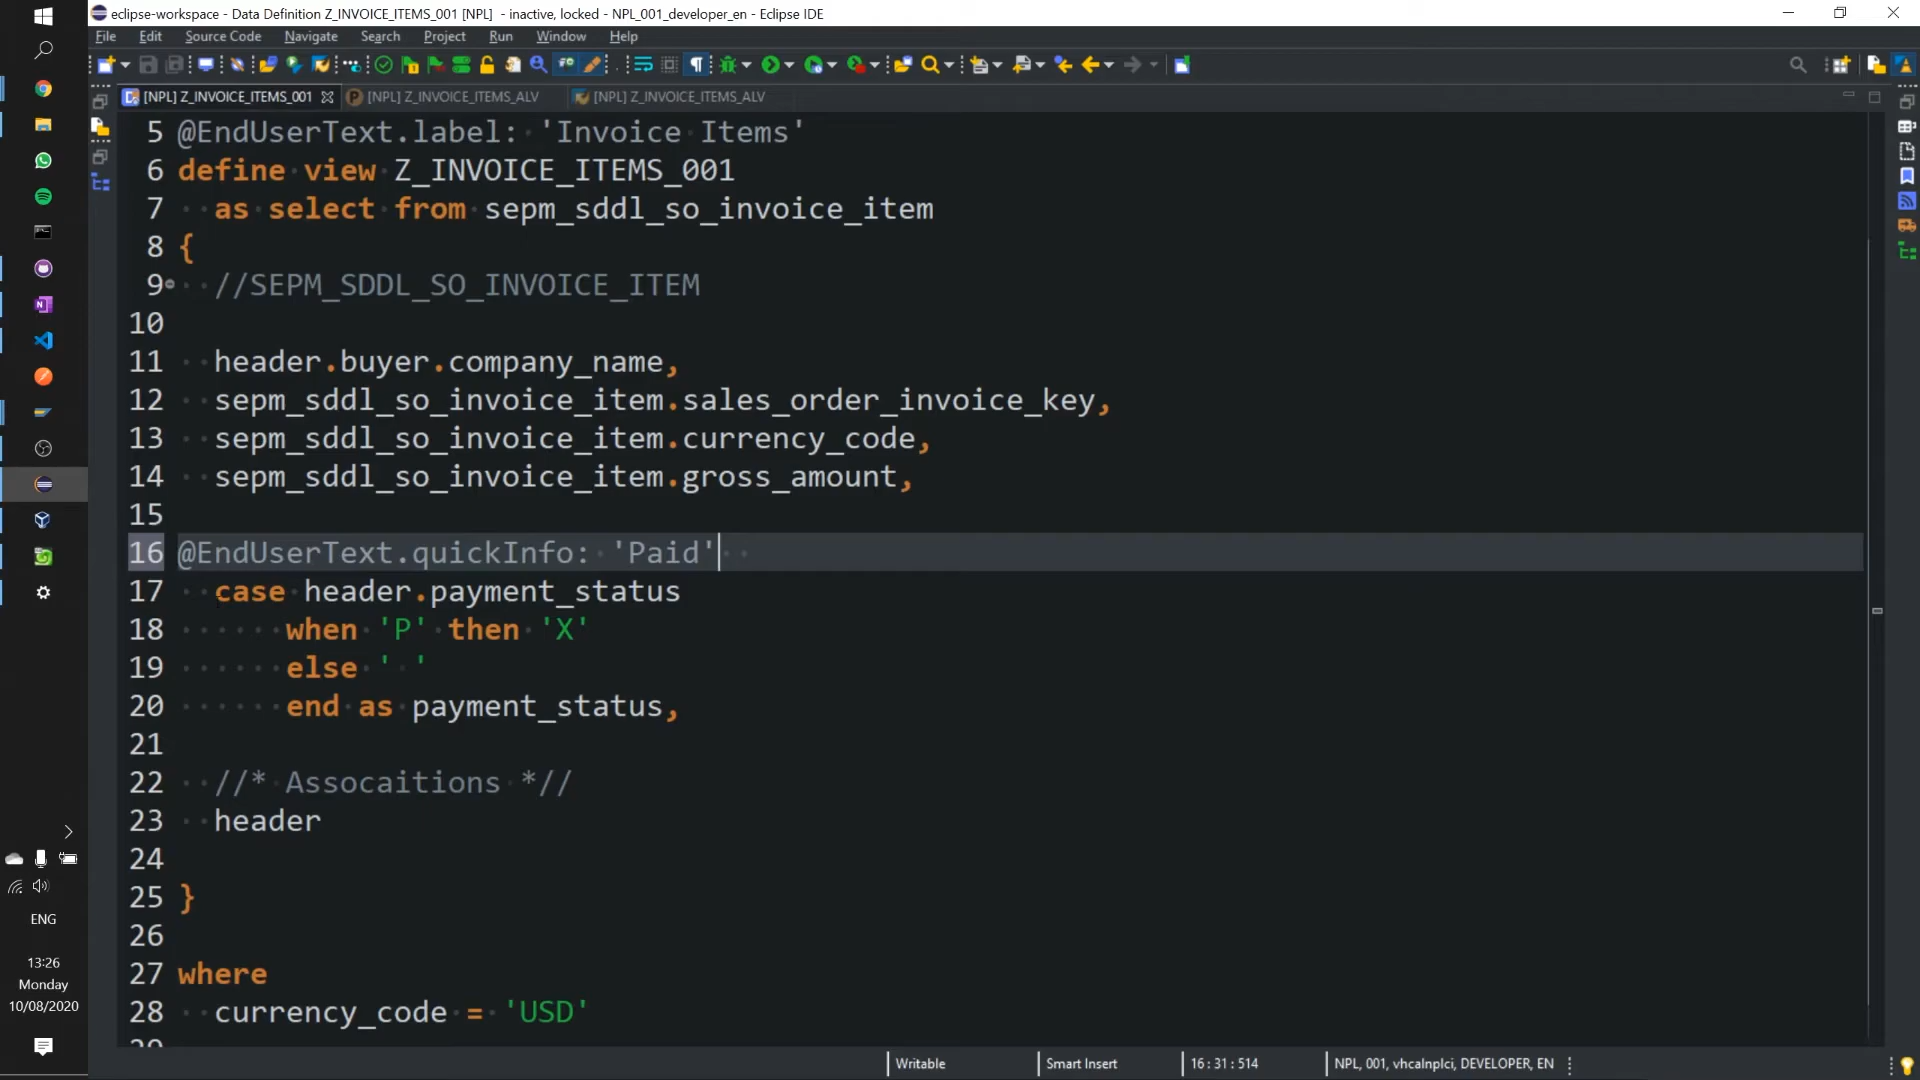 eclipse-workspace - Data Definition Z_INVOICE_ITEMS_001 [NPL]  - inactive, locked - NPL_001_developer_en - Eclipse IDE
File Edit Source Code Navigate Search Project Run Window Help
[NPL] Z_INVOICE_ITEMS_001 [NPL] Z_INVOICE_ITEMS_ALV [NPL] Z_INVOICE_ITEMS_ALV
5 @EndUserText.label: 'Invoice Items'
6 define view Z_INVOICE_ITEMS_001
7 as select from sepm_sddl_so_invoice_item
8 {
9 //SEPM_SDDL_SO_INVOICE_ITEM
10
11 header.buyer.company_name,
12 sepm_sddl_so_invoice_item.sales_order_invoice_key,
13 sepm_sddl_so_invoice_item.currency_code,
14 sepm_sddl_so_invoice_item.gross_amount,
15
16 @EndUserText.quickInfo: 'Paid'
17 case header.payment_status
18 when 'P' then 'X'
19 else ' '
20 end as payment_status,
21
22 //* Assocaitions *//
23 header
24
25 }
26
27 where
28 currency_code = 'USD'
29
ENG
13:26
Monday
10/08/2020
Writable Smart Insert 16 : 31 : 514 NPL, 001, vhcalnplci, DEVELOPER, EN